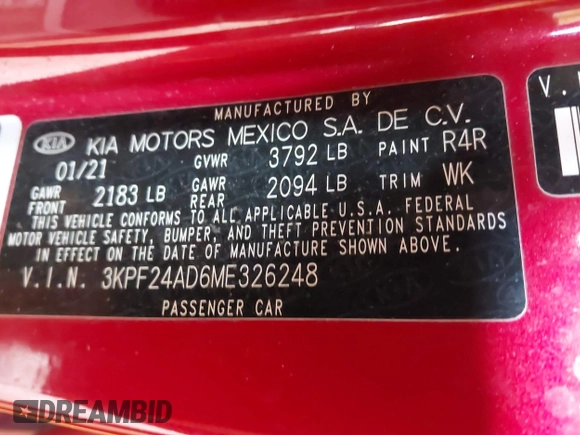 MANUFACTURED BY
KIA KIA MOTORS MEXICO S.A. DE C.V.
01/21 GVWR 3792 LB PAINT R4R
GAWR FRONT 2183 LB GAWR REAR 2094 LB TRIM WK
THIS VEHICLE CONFORMS TO ALL APPLICABLE U.S.A. FEDERAL
MOTOR VEHICLE SAFETY, BUMPER, AND THEFT PREVENTION STANDARDS
IN EFFECT ON THE DATE OF MANUFACTURE SHOWN ABOVE.
V.I.N. 3KPF24AD6ME326248
PASSENGER CAR
V.
DREAMBID